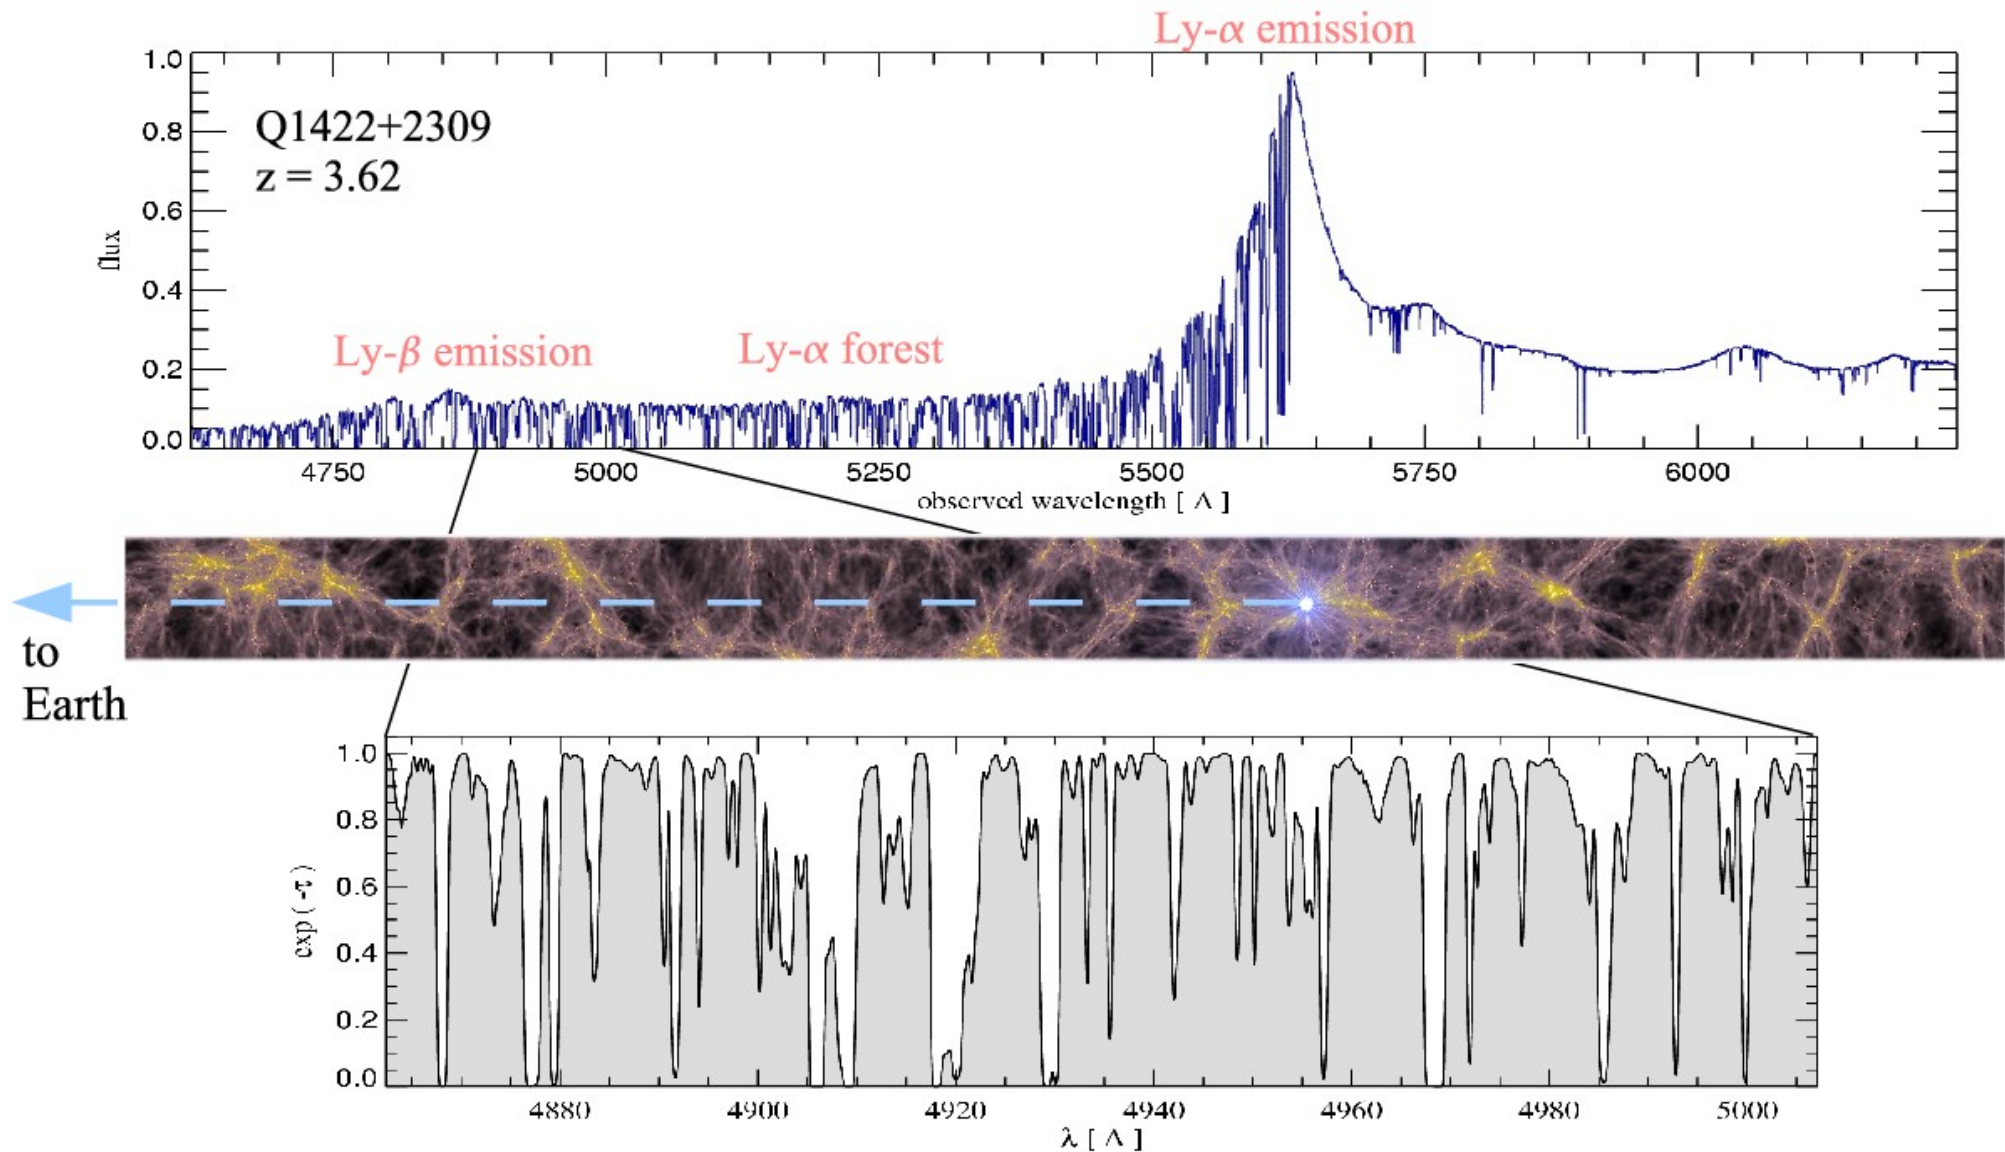 Ly-α emission
1.0
0.8
0.6
0.4
0.2
0.0
flux
Q1422+2309
z = 3.62
Ly-β emission
Ly-α forest
4750 5000 5250 5500 5750 6000
observed wavelength [ Å ]
to
Earth
1.0
0.8
0.6
0.4
0.2
0.0
exp( -τ )
4880 4900 4920 4940 4960 4980 5000
λ [ Å ]